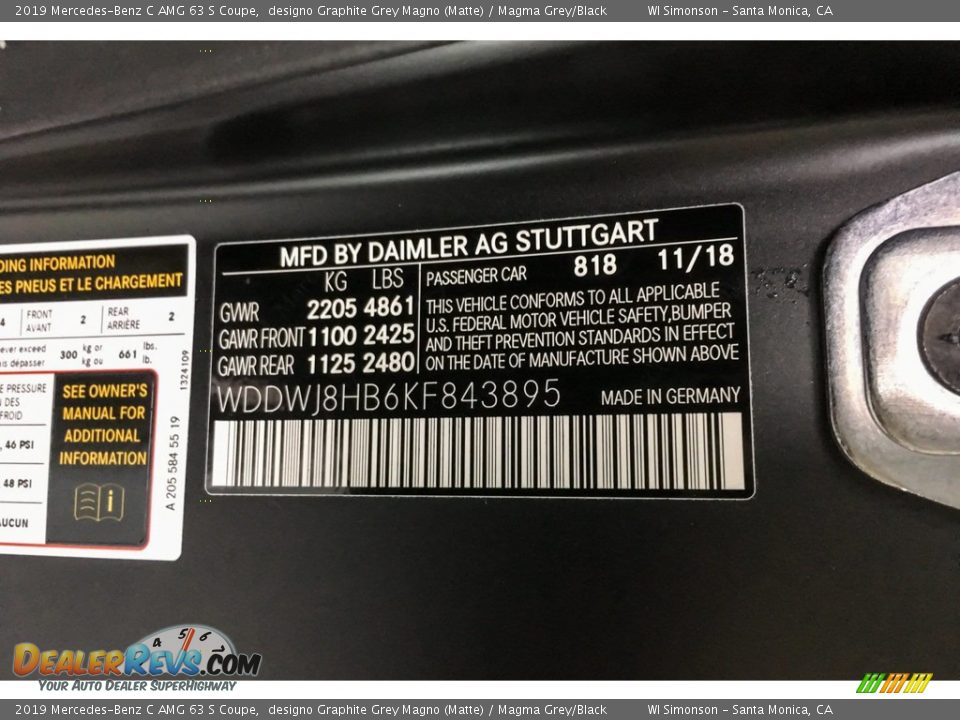 2019 Mercedes-Benz C AMG 63 S Coupe, designo Graphite Grey Magno (Matte) / Magma Grey/Black WI Simonson - Santa Monica, CA
MFD BY DAIMLER AG STUTTGART
KG LBS
GVWR 2205 4861
GAWR FRONT 1100 2425
GAWR REAR 1125 2480
PASSENGER CAR 818 11/18
THIS VEHICLE CONFORMS TO ALL APPLICABLE
U.S. FEDERAL MOTOR VEHICLE SAFETY, BUMPER
AND THEFT PREVENTION STANDARDS IN EFFECT
ON THE DATE OF MANUFACTURE SHOWN ABOVE
WDDWJ8HB6KF843895 MADE IN GERMANY
INFORMATION
PNEUS ET LE CHARGEMENT
4 FRONT 2 REAR 2
AVANT ARRIÈRE
exceed 300 kg or 661 lbs.
dépasser kg ou lb.
PRESSURE
DES
FROID
, 46 PSI
48 PSI
AUCUN
SEE OWNER'S
MANUAL FOR
ADDITIONAL
INFORMATION
i
1324109
A 205 584 55 19
4 5 6
DEALERREVS.COM
YOUR AUTO DEALER SUPERHIGHWAY
2019 Mercedes-Benz C AMG 63 S Coupe, designo Graphite Grey Magno (Matte) / Magma Grey/Black WI Simonson - Santa Monica, CA